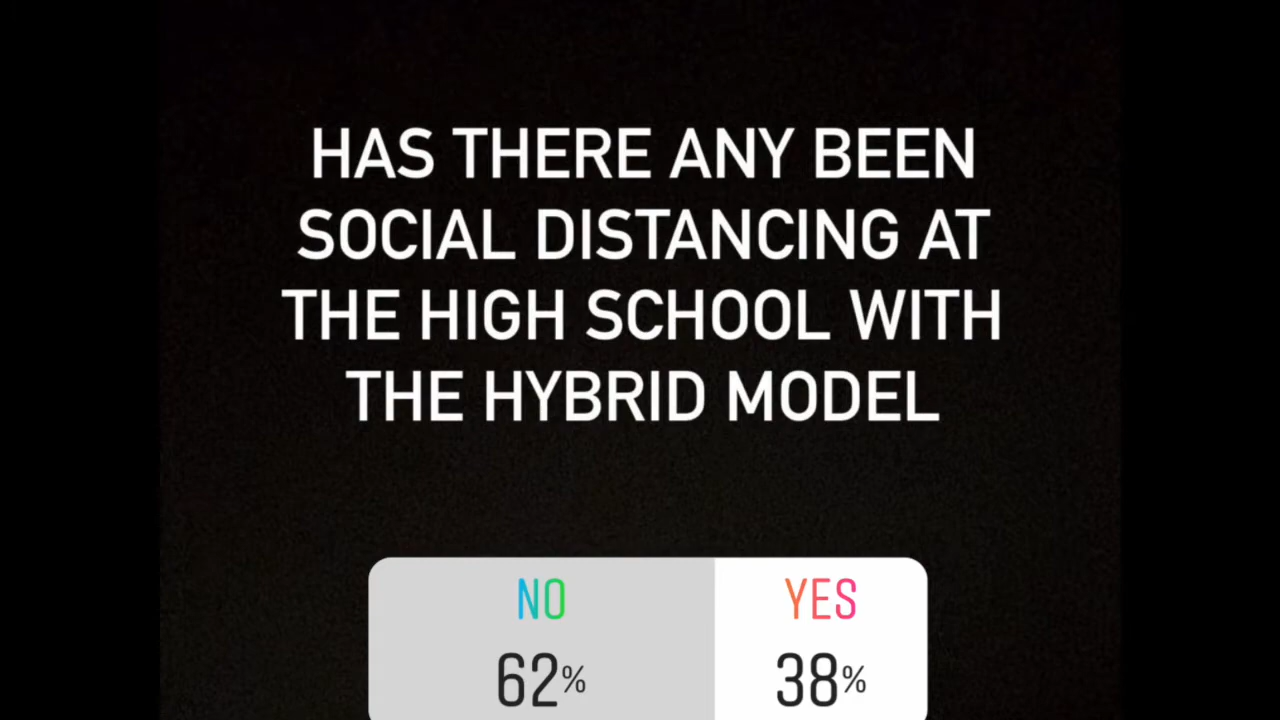 HAS THERE ANY BEEN
SOCIAL DISTANCING AT
THE HIGH SCHOOL WITH
THE HYBRID MODEL
NO YES
62% 38%